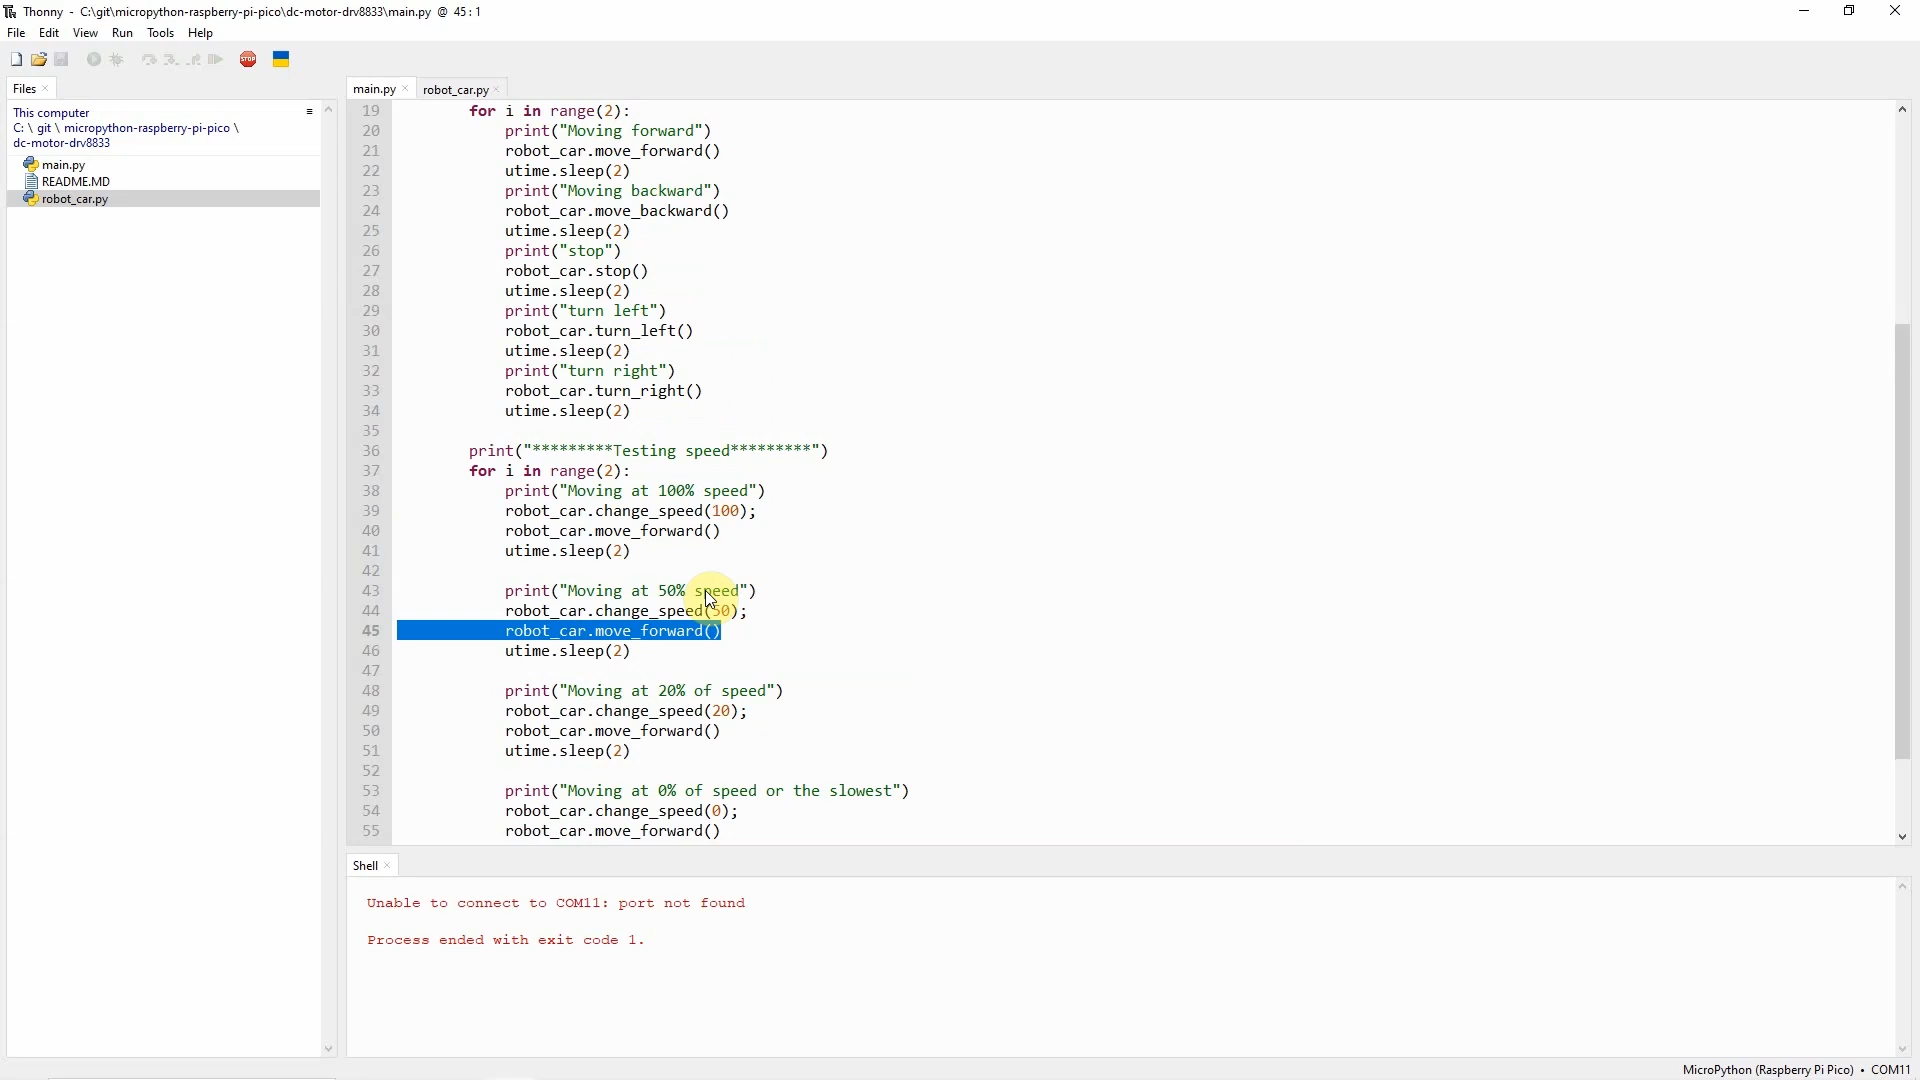 Thonny - C:\git\micropython-raspberry-pi-pico\dc-motor-drv8833\main.py @ 45:1
File Edit View Run Tools Help
STOP
Files
This computer
C: \ git \ micropython-raspberry-pi-pico \
dc-motor-drv8833
main.py
README.MD
robot_car.py
main.py
robot_car.py
19 for i in range(2):
20 print("Moving forward")
21 robot_car.move_forward()
22 utime.sleep(2)
23 print("Moving backward")
24 robot_car.move_backward()
25 utime.sleep(2)
26 print("stop")
27 robot_car.stop()
28 utime.sleep(2)
29 print("turn left")
30 robot_car.turn_left()
31 utime.sleep(2)
32 print("turn right")
33 robot_car.turn_right()
34 utime.sleep(2)
35
36 print("*********Testing speed*********")
37 for i in range(2):
38 print("Moving at 100% speed")
39 robot_car.change_speed(100);
40 robot_car.move_forward()
41 utime.sleep(2)
42
43 print("Moving at 50% speed")
44 robot_car.change_speed(50);
45 robot_car.move_forward()
46 utime.sleep(2)
47
48 print("Moving at 20% of speed")
49 robot_car.change_speed(20);
50 robot_car.move_forward()
51 utime.sleep(2)
52
53 print("Moving at 0% of speed or the slowest")
54 robot_car.change_speed(0);
55 robot_car.move_forward()
Shell
Unable to connect to COM11: port not found
Process ended with exit code 1.
MicroPython (Raspberry Pi Pico) • COM11